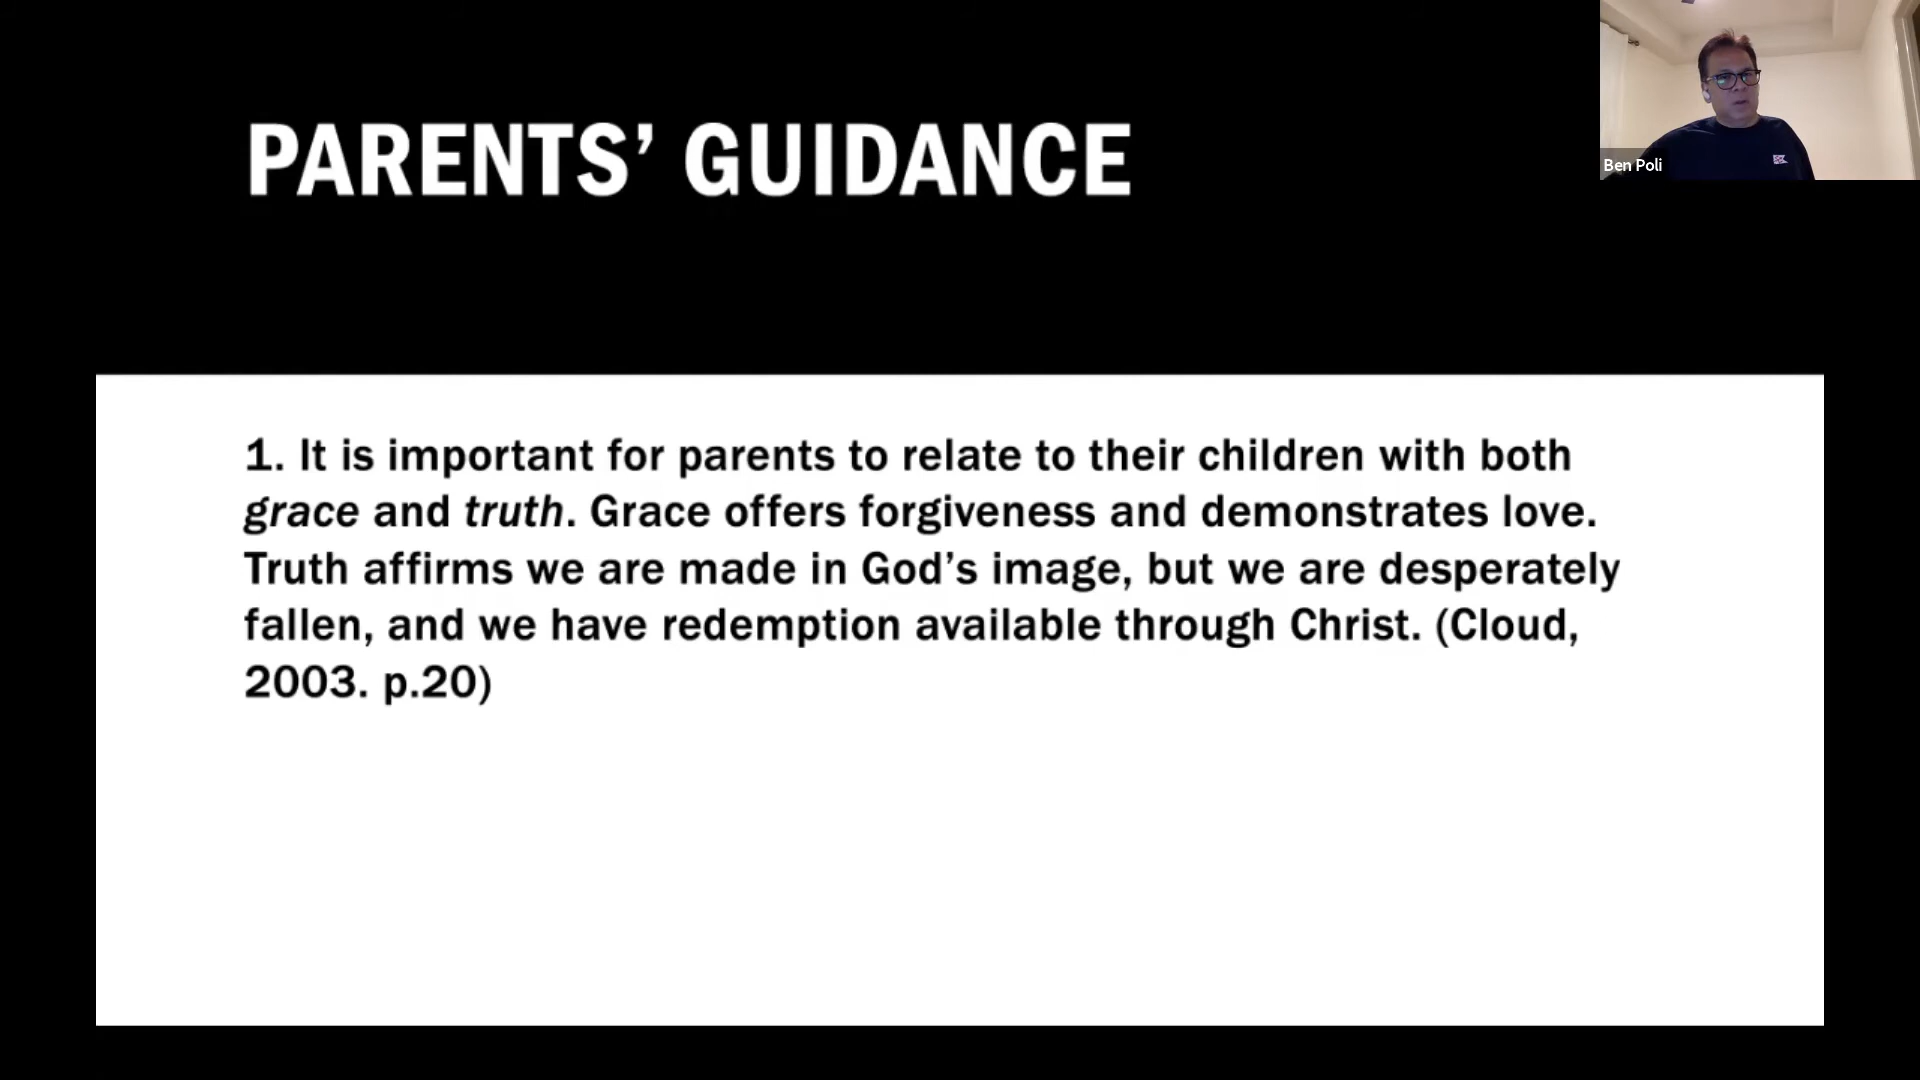 PARENTS’ GUIDANCE
Ben Poli
1. It is important for parents to relate to their children with both
grace and truth. Grace offers forgiveness and demonstrates love.
Truth affirms we are made in God’s image, but we are desperately
fallen, and we have redemption available through Christ. (Cloud,
2003. p.20)